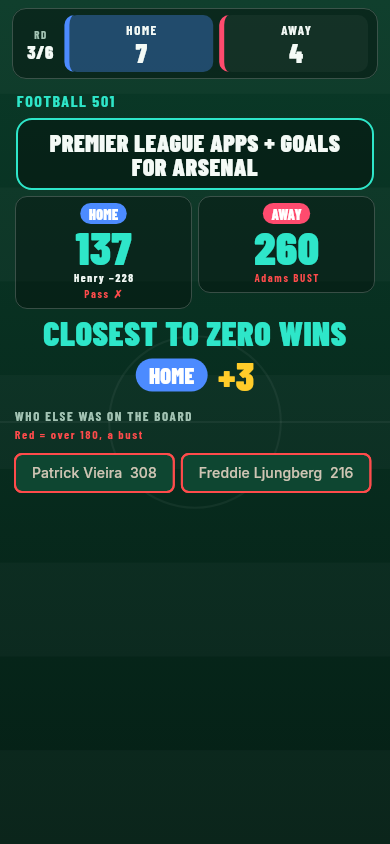 RD
3/6
HOME
7
AWAY
4
FOOTBALL 501
PREMIER LEAGUE APPS + GOALS
FOR ARSENAL
HOME
137
Henry −228
Pass ✗
AWAY
260
Adams BUST
CLOSEST TO ZERO WINS
HOME +3
WHO ELSE WAS ON THE BOARD
Red = over 180, a bust
Patrick Vieira 308
Freddie Ljungberg 216